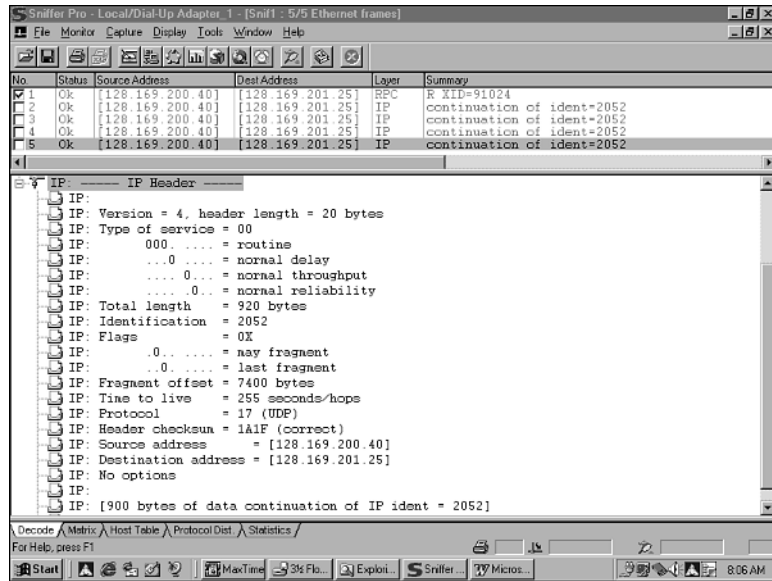 Sniffer Pro - Local/Dial-Up Adapter_1 - [Snif1 : 5/5 Ethernet frames]
File Monitor Capture Display Tools Window Help
No. Status Source Address Dest Address Layer Summary
1 Ok [128.169.200.40] [128.169.201.25] RPC R XID=91024
2 Ok [128.169.200.40] [128.169.201.25] IP continuation of ident=2052
3 Ok [128.169.200.40] [128.169.201.25] IP continuation of ident=2052
4 Ok [128.169.200.40] [128.169.201.25] IP continuation of ident=2052
5 Ok [128.169.200.40] [128.169.201.25] IP continuation of ident=2052
IP: ----- IP Header -----
IP:
IP: Version = 4, header length = 20 bytes
IP: Type of service = 00
IP: 000. .... = routine
IP: ...0 .... = normal delay
IP: .... 0... = normal throughput
IP: .... .0.. = normal reliability
IP: Total length = 920 bytes
IP: Identification = 2052
IP: Flags = 0X
IP: .0.. .... = may fragment
IP: ..0. .... = last fragment
IP: Fragment offset = 7400 bytes
IP: Time to live = 255 seconds/hops
IP: Protocol = 17 (UDP)
IP: Header checksum = 1A1F (correct)
IP: Source address = [128.169.200.40]
IP: Destination address = [128.169.201.25]
IP: No options
IP:
IP: [900 bytes of data continuation of IP ident = 2052]
Decode Matrix Host Table Protocol Dist. Statistics
For Help, press F1
Start MaxTime 3½ Flo... Explori... Sniffer ... Micros... 8:06 AM